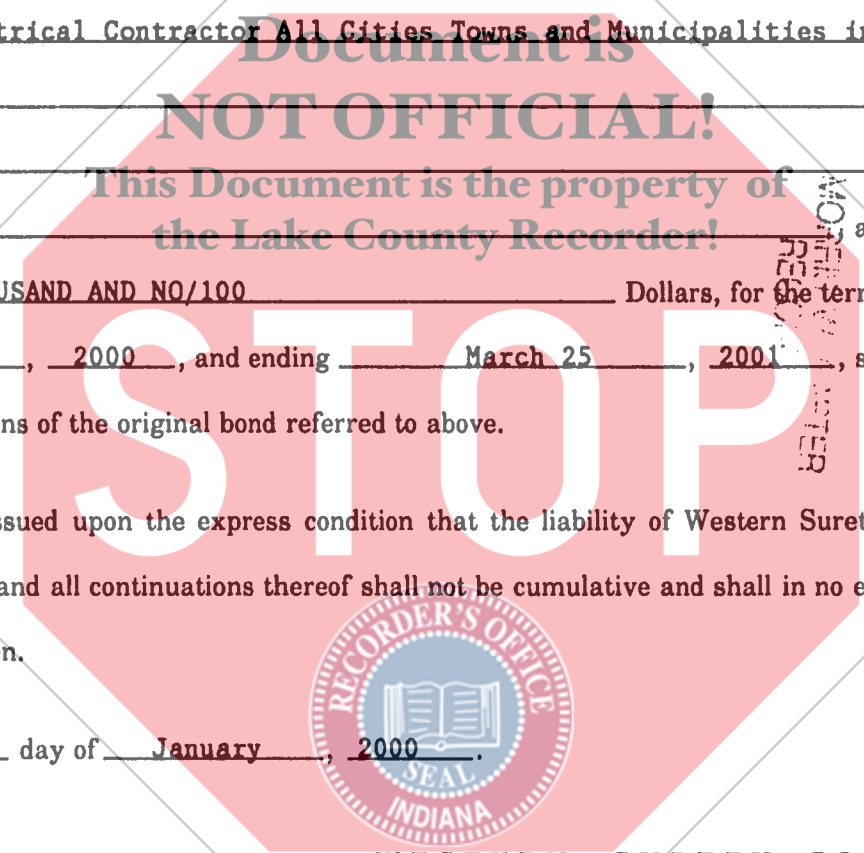 trical Contractor All Cities Towns and Municipalities in
Document is
NOT OFFICIAL!
This Document is the property of
the Lake County Recorder!
, a
USAND AND NO/100 Dollars, for the term
, 2000, and ending March 25, 2001, s
ns of the original bond referred to above.
STOP
ssued upon the express condition that the liability of Western Suret
and all continuations thereof shall not be cumulative and shall in no e
n.
RECORDER'S OFFICE
SEAL
INDIANA
day of January, 2000.